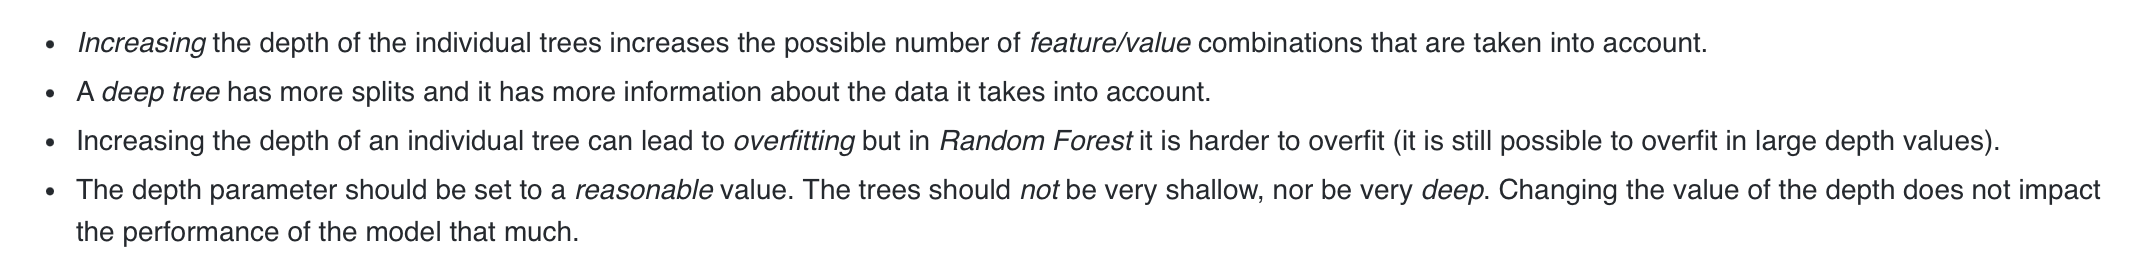 • Increasing the depth of the individual trees increases the possible number of feature/value combinations that are taken into account.
• A deep tree has more splits and it has more information about the data it takes into account.
• Increasing the depth of an individual tree can lead to overfitting but in Random Forest it is harder to overfit (it is still possible to overfit in large depth values).
• The depth parameter should be set to a reasonable value. The trees should not be very shallow, nor be very deep. Changing the value of the depth does not impact
the performance of the model that much.